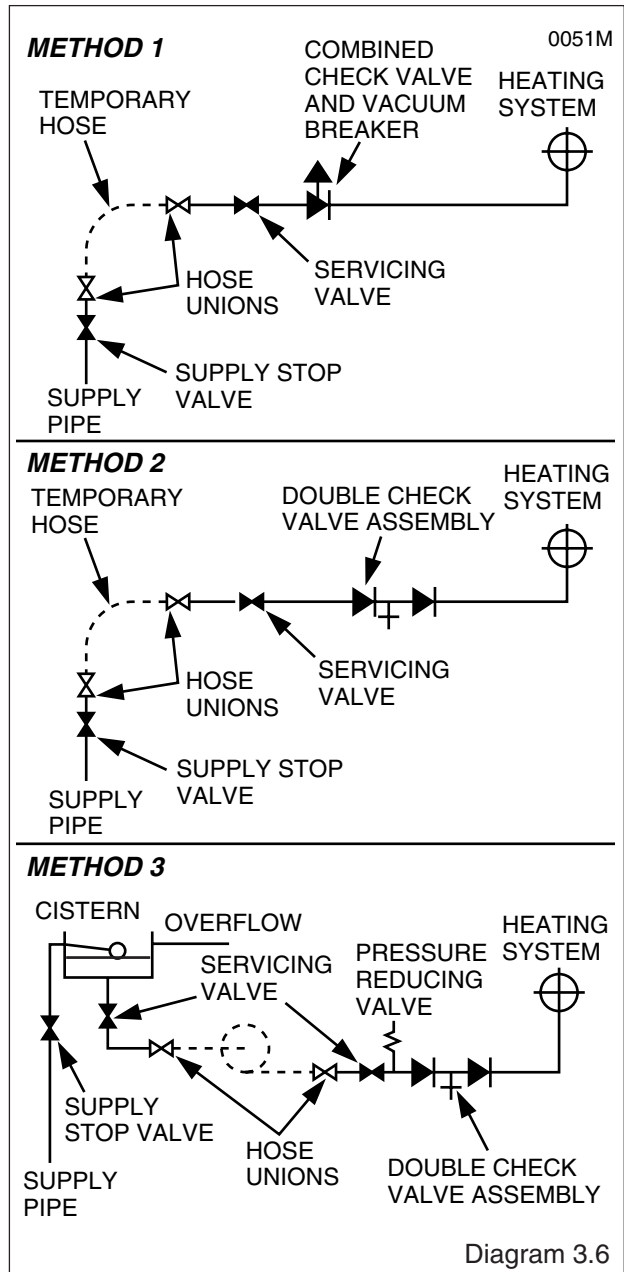 METHOD 1
0051M
COMBINED
CHECK VALVE
AND VACUUM
BREAKER
HEATING
SYSTEM
TEMPORARY
HOSE
HOSE
UNIONS
SERVICING
VALVE
SUPPLY STOP
VALVE
SUPPLY
PIPE
METHOD 2
TEMPORARY
HOSE
DOUBLE CHECK
VALVE ASSEMBLY
HEATING
SYSTEM
HOSE
UNIONS
SERVICING
VALVE
SUPPLY STOP
VALVE
SUPPLY
PIPE
METHOD 3
CISTERN
OVERFLOW
SERVICING
VALVE
PRESSURE
REDUCING
VALVE
HEATING
SYSTEM
SUPPLY
STOP VALVE
HOSE
UNIONS
DOUBLE CHECK
VALVE ASSEMBLY
SUPPLY
PIPE
Diagram 3.6